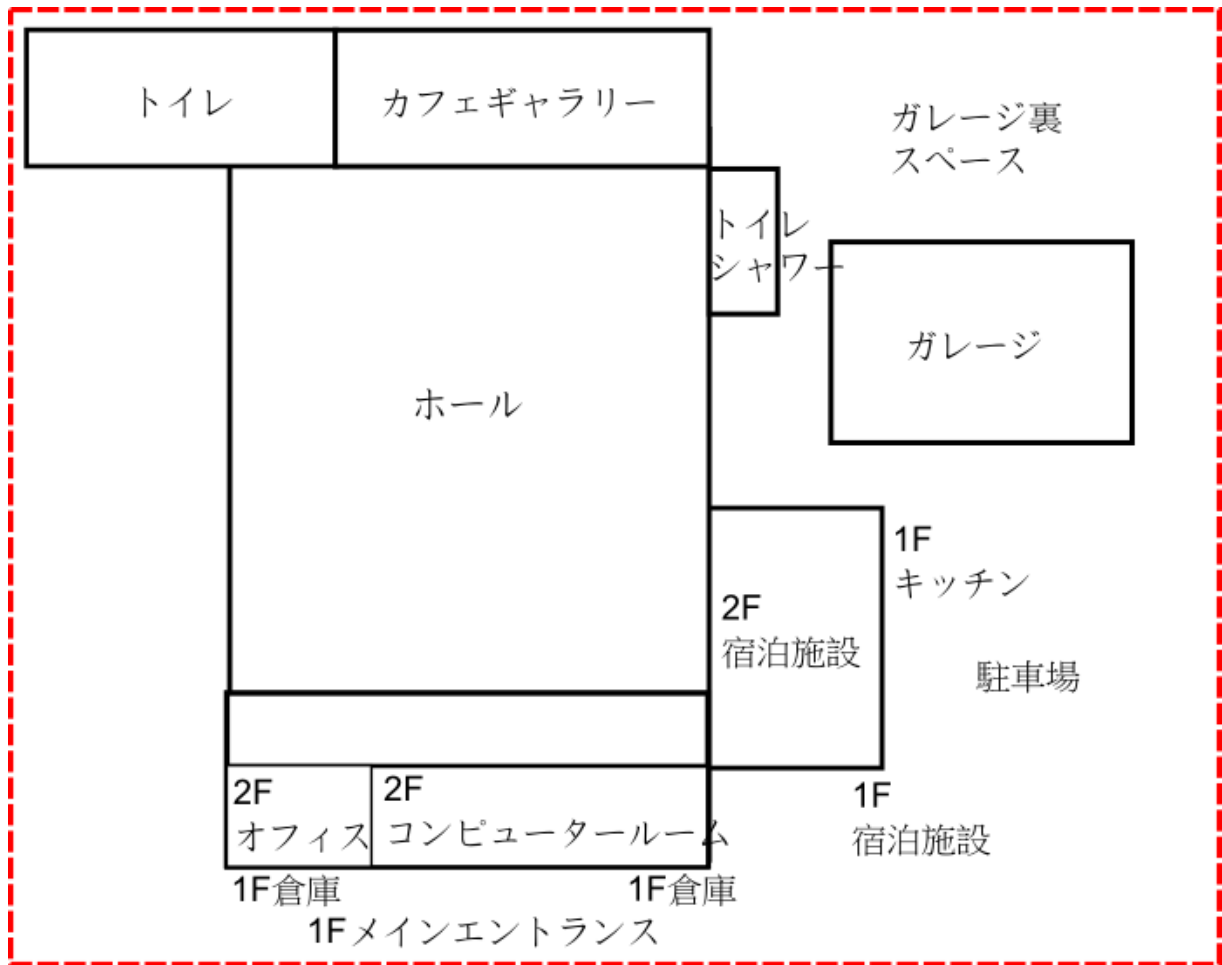 トイレ
カフェギャラリー
ガレージ裏
スペース
トイレ
シャワー
ガレージ
ホール
1F
キッチン
2F
宿泊施設
駐車場
2F
オフィス
2F
コンピュータールーム
1F
宿泊施設
1F倉庫
1F倉庫
1Fメインエントランス